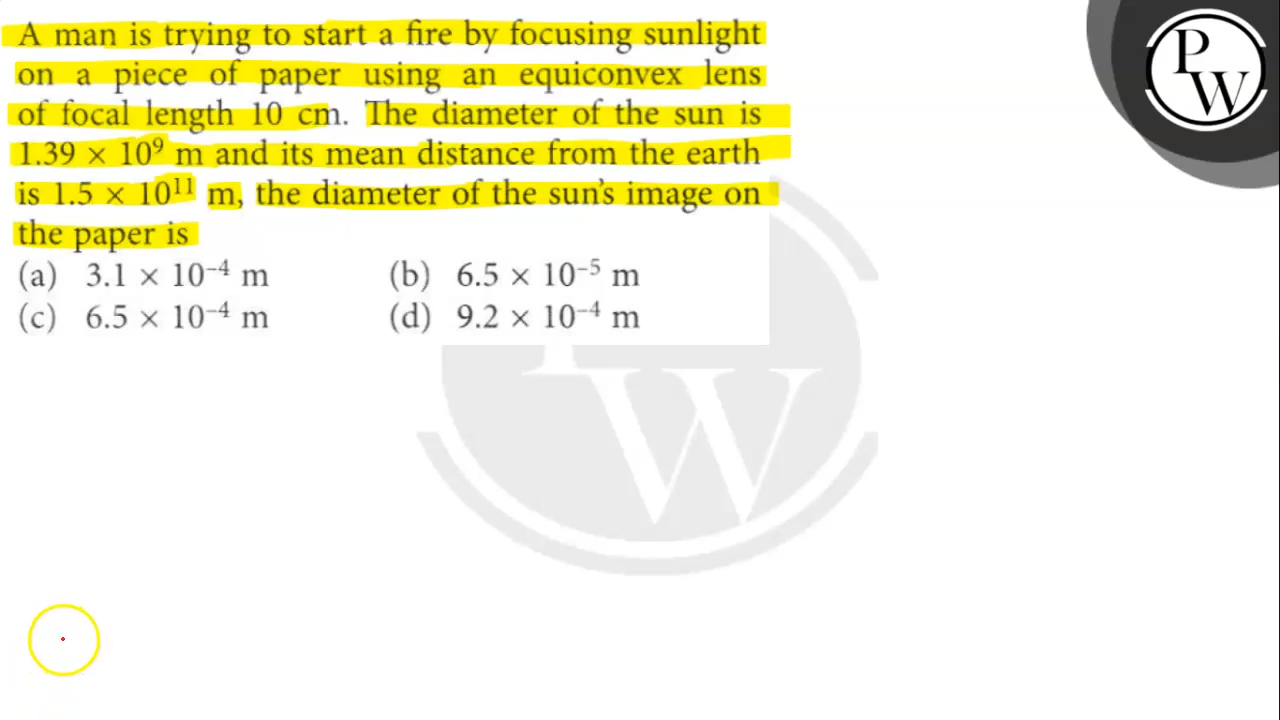 A man is trying to start a fire by focusing sunlight
on a piece of paper using an equiconvex lens
of focal length 10 cm. The diameter of the sun is
1.39 × 10⁹ m and its mean distance from the earth
is 1.5 × 10¹¹ m, the diameter of the sun's image on
the paper is
(a) 3.1 × 10⁻⁴ m (b) 6.5 × 10⁻⁵ m
(c) 6.5 × 10⁻⁴ m (d) 9.2 × 10⁻⁴ m
P
W
P
W